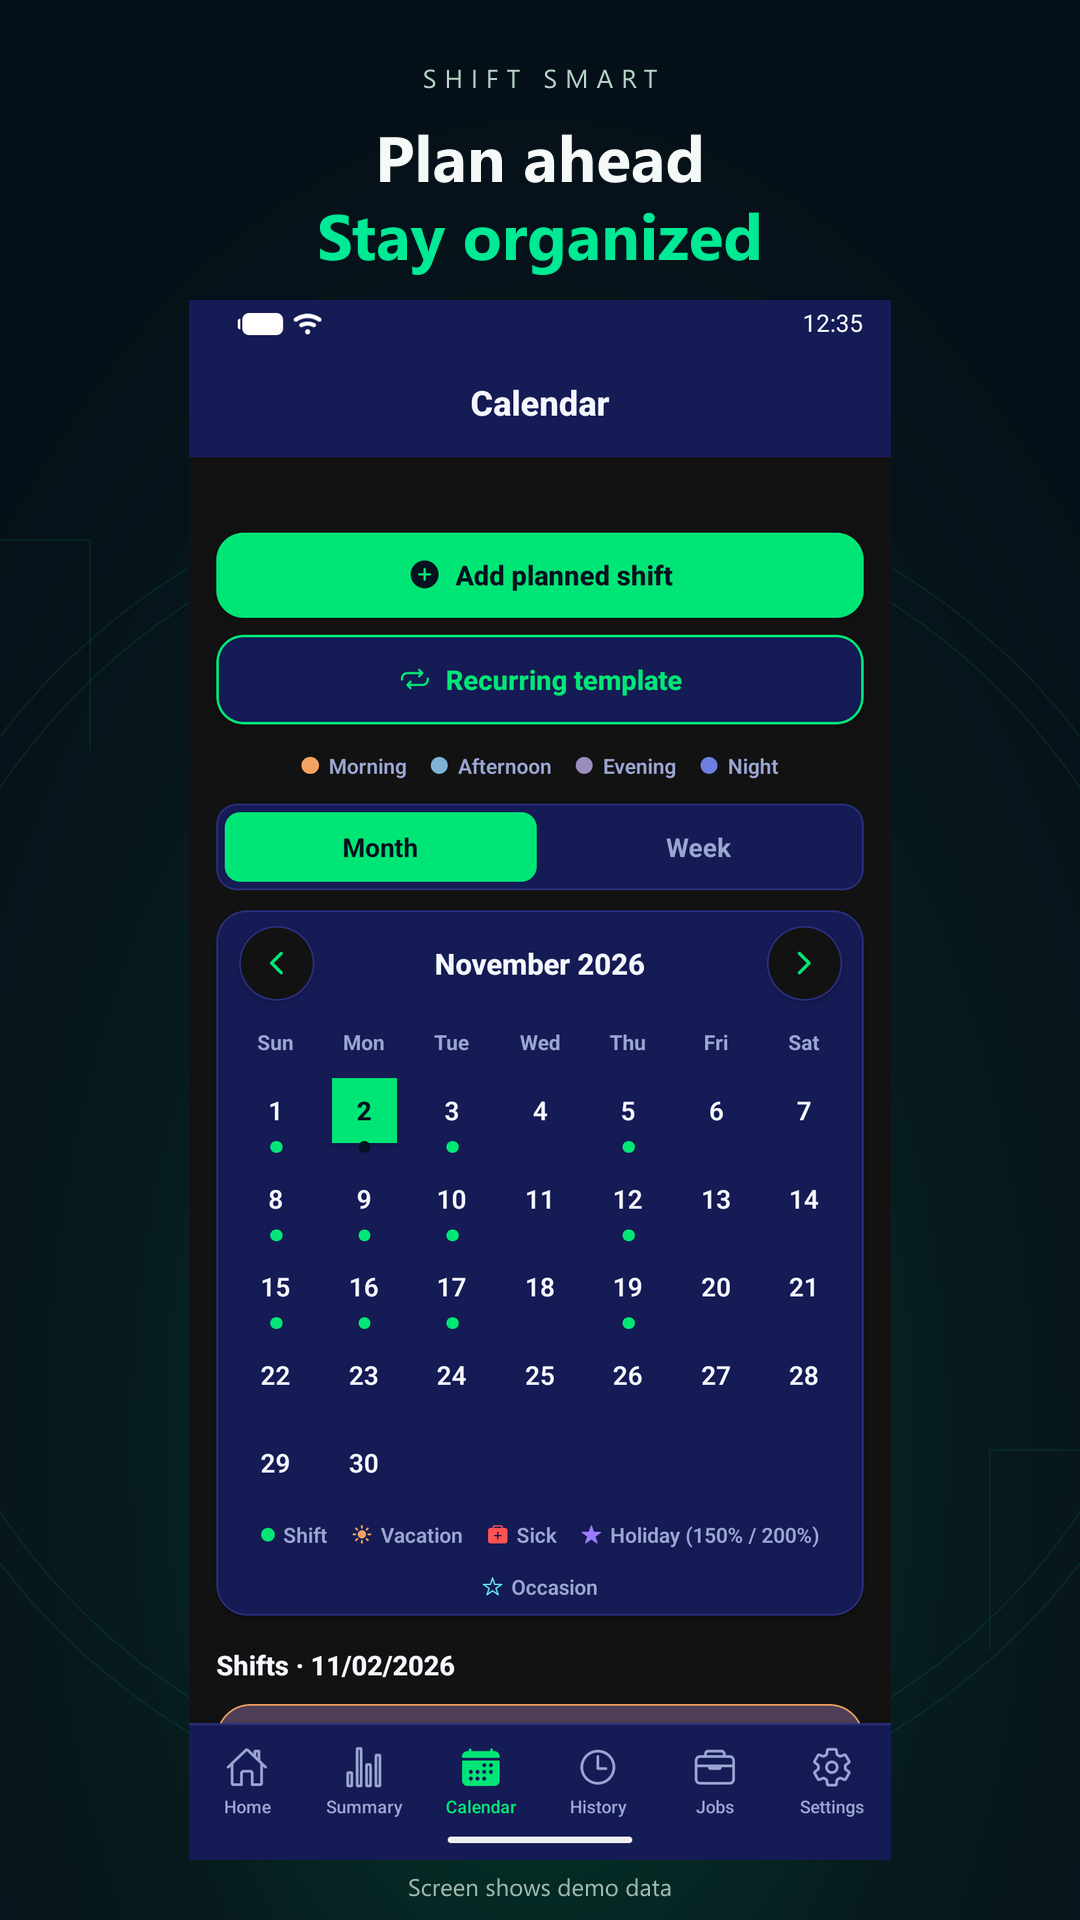 SHIFT SMART
Plan ahead
Stay organized
12:35
Calendar
Add planned shift
Recurring template
Morning Afternoon Evening Night
Month Week
November 2026
Sun Mon Tue Wed Thu Fri Sat
1 2 3 4 5 6 7
8 9 10 11 12 13 14
15 16 17 18 19 20 21
22 23 24 25 26 27 28
29 30
Shift Vacation Sick Holiday (150% / 200%)
Occasion
Shifts · 11/02/2026
Home Summary Calendar History Jobs Settings
Screen shows demo data